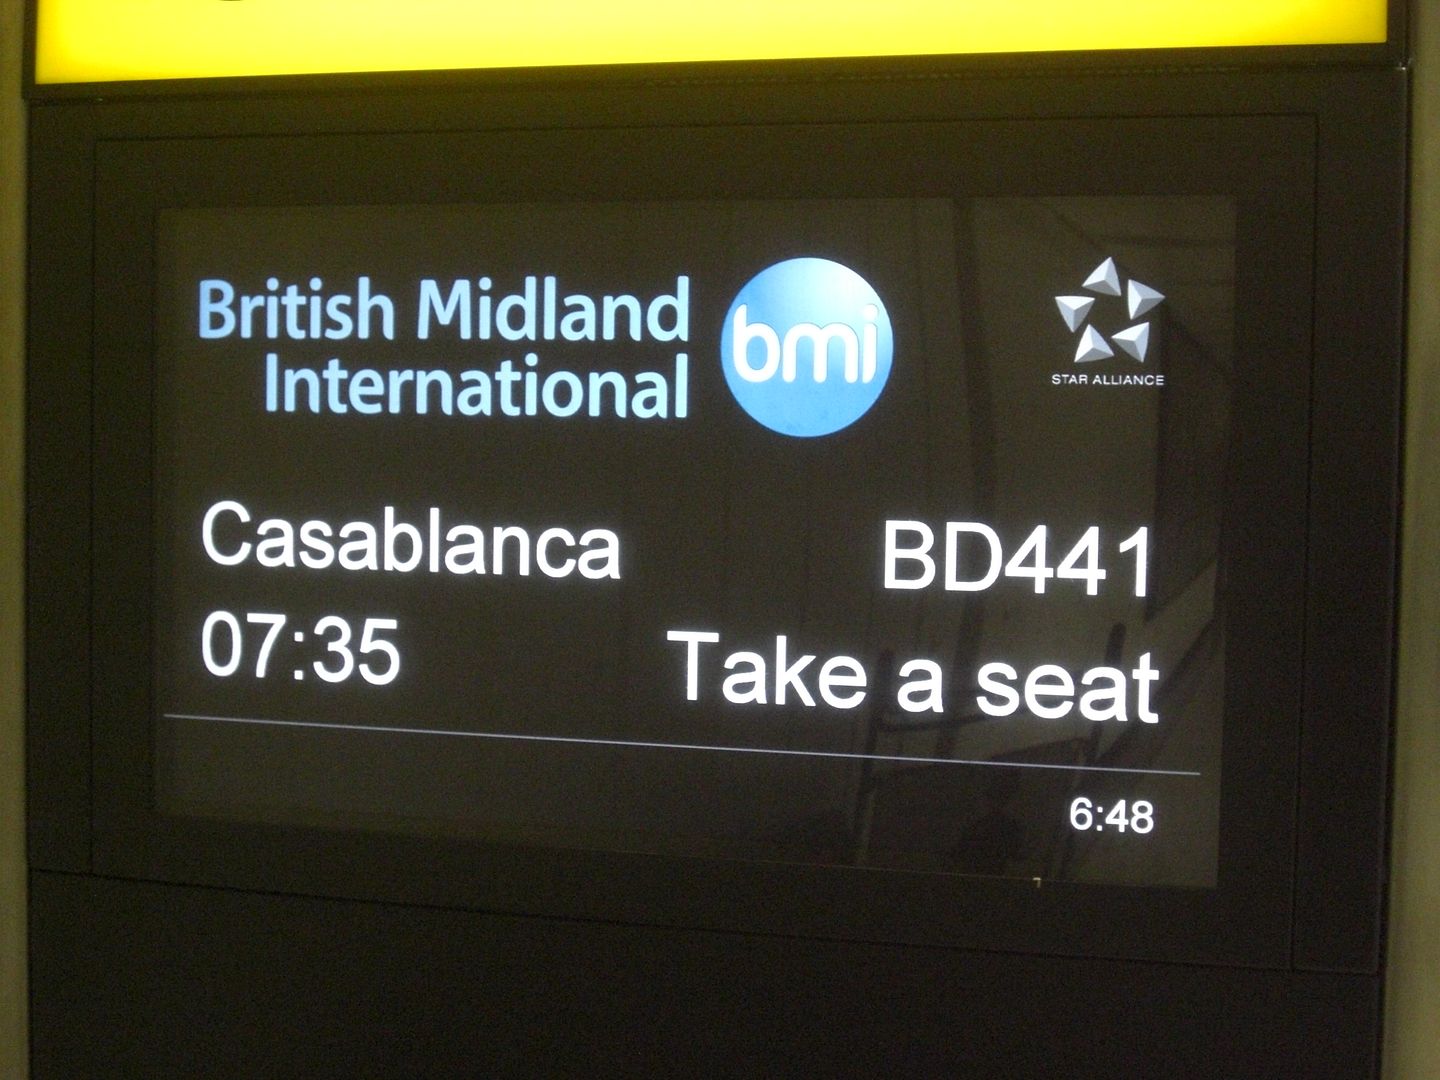 British Midland
International
bmi
STAR ALLIANCE
Casablanca BD441
07:35 Take a seat
6:48